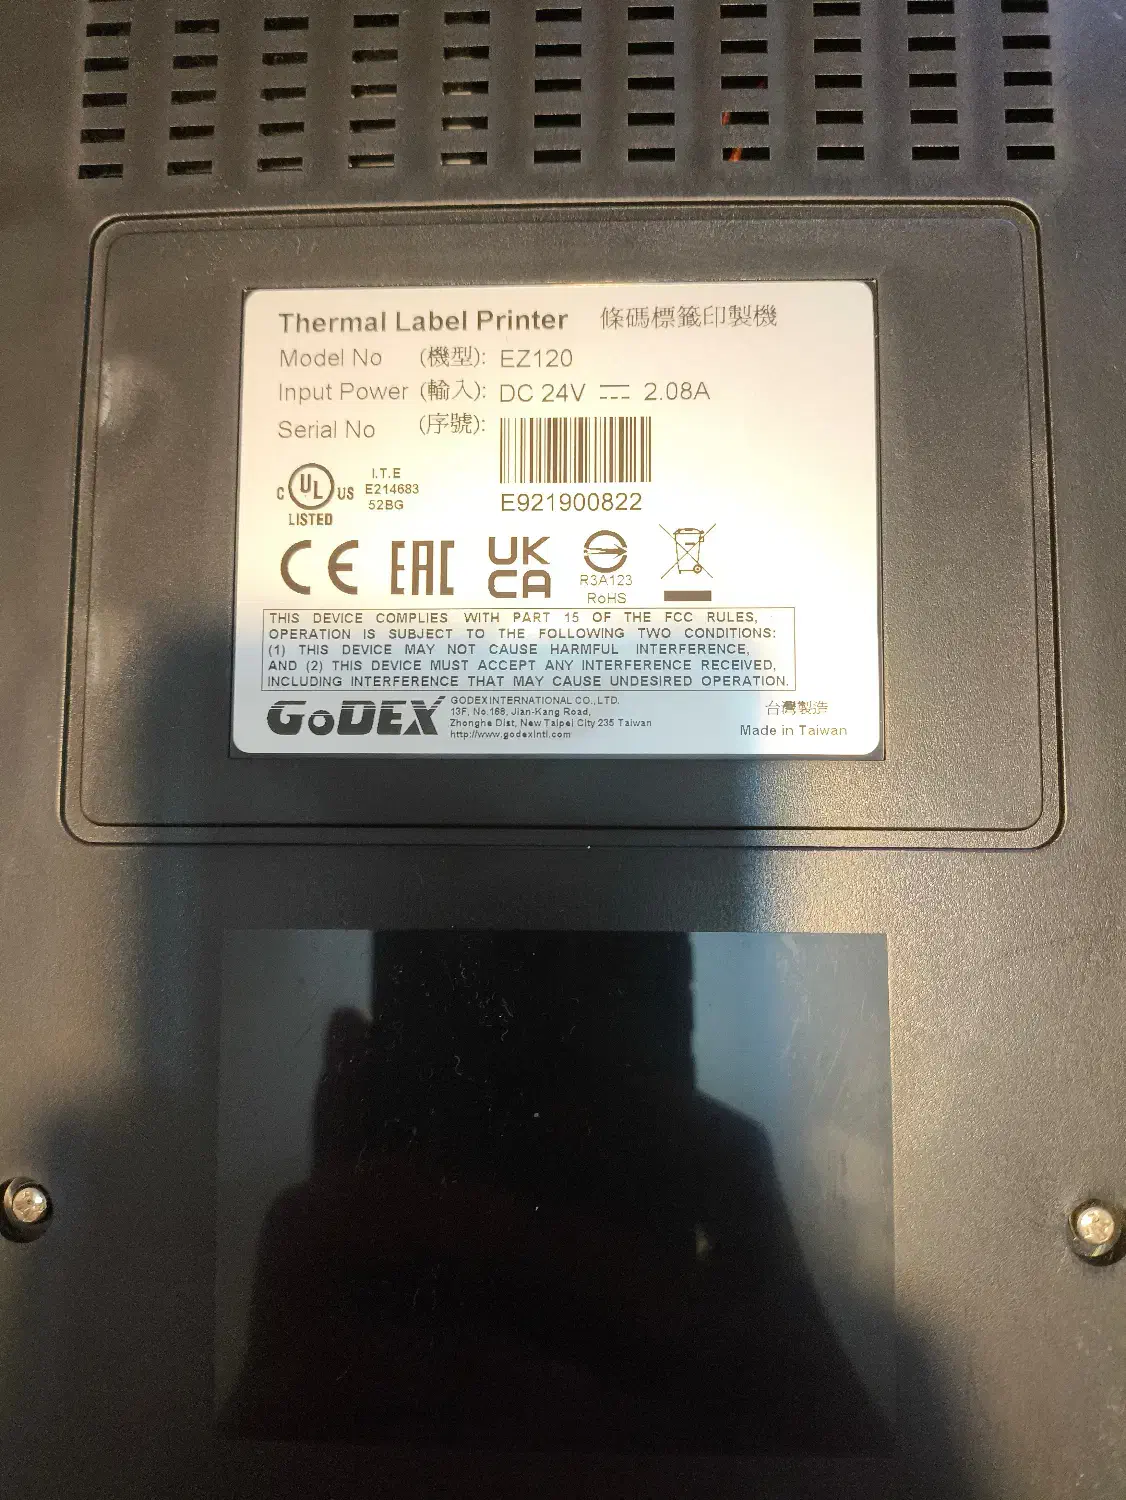 Thermal Label Printer 條碼標籤印製機
Model No (機型): EZ120
Input Power (輸入): DC 24V 2.08A
Serial No (序號):
E921900822
C UL US LISTED
I.T.E
E214683
52BG
CE EAC UK CA
R3A123
RoHS
THIS DEVICE COMPLIES WITH PART 15 OF THE FCC RULES,
OPERATION IS SUBJECT TO THE FOLLOWING TWO CONDITIONS:
(1) THIS DEVICE MAY NOT CAUSE HARMFUL INTERFERENCE,
AND (2) THIS DEVICE MUST ACCEPT ANY INTERFERENCE RECEIVED,
INCLUDING INTERFERENCE THAT MAY CAUSE UNDESIRED OPERATION.
GoDEX
GODEX INTERNATIONAL CO., LTD.
13F, No.168, Jian-Kang Road,
Zhonghe Dist, New Taipei City 235 Taiwan
http://www.godexintl.com
台灣製造
Made in Taiwan